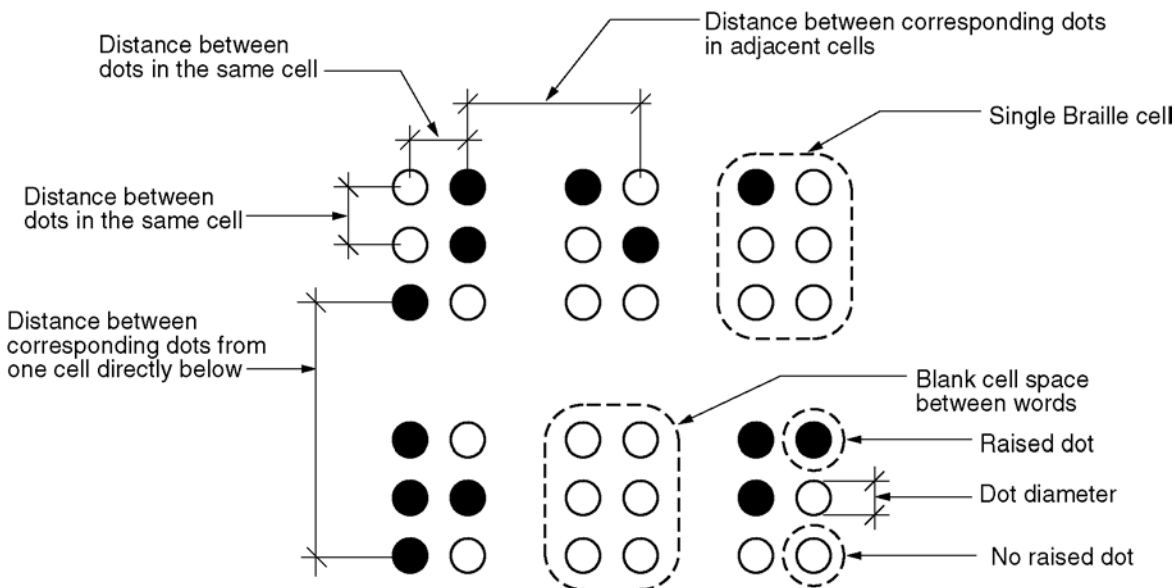 Distance between
dots in the same cell
Distance between corresponding dots
in adjacent cells
Single Braille cell
Distance between
dots in the same cell
Distance between
corresponding dots from
one cell directly below
Blank cell space
between words
Raised dot
Dot diameter
No raised dot